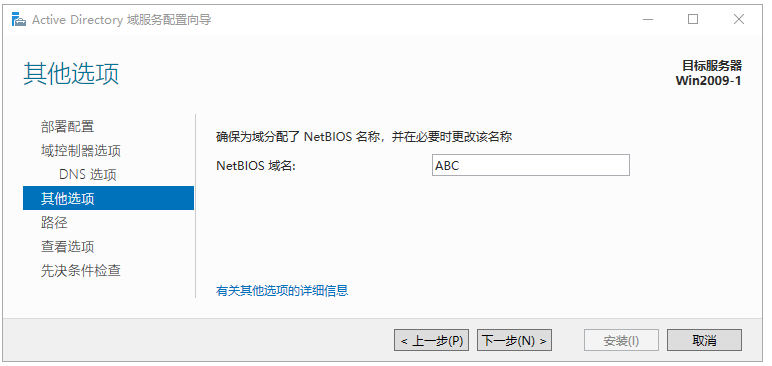 Active Directory 域服务配置向导
其他选项
目标服务器
Win2009-1
部署配置
域控制器选项
DNS 选项
其他选项
路径
查看选项
先决条件检查
确保为域分配了 NetBIOS 名称，并在必要时更改该名称
NetBIOS 域名: ABC
有关其他选项的详细信息
< 上一步(P) 下一步(N) > 安装(I) 取消